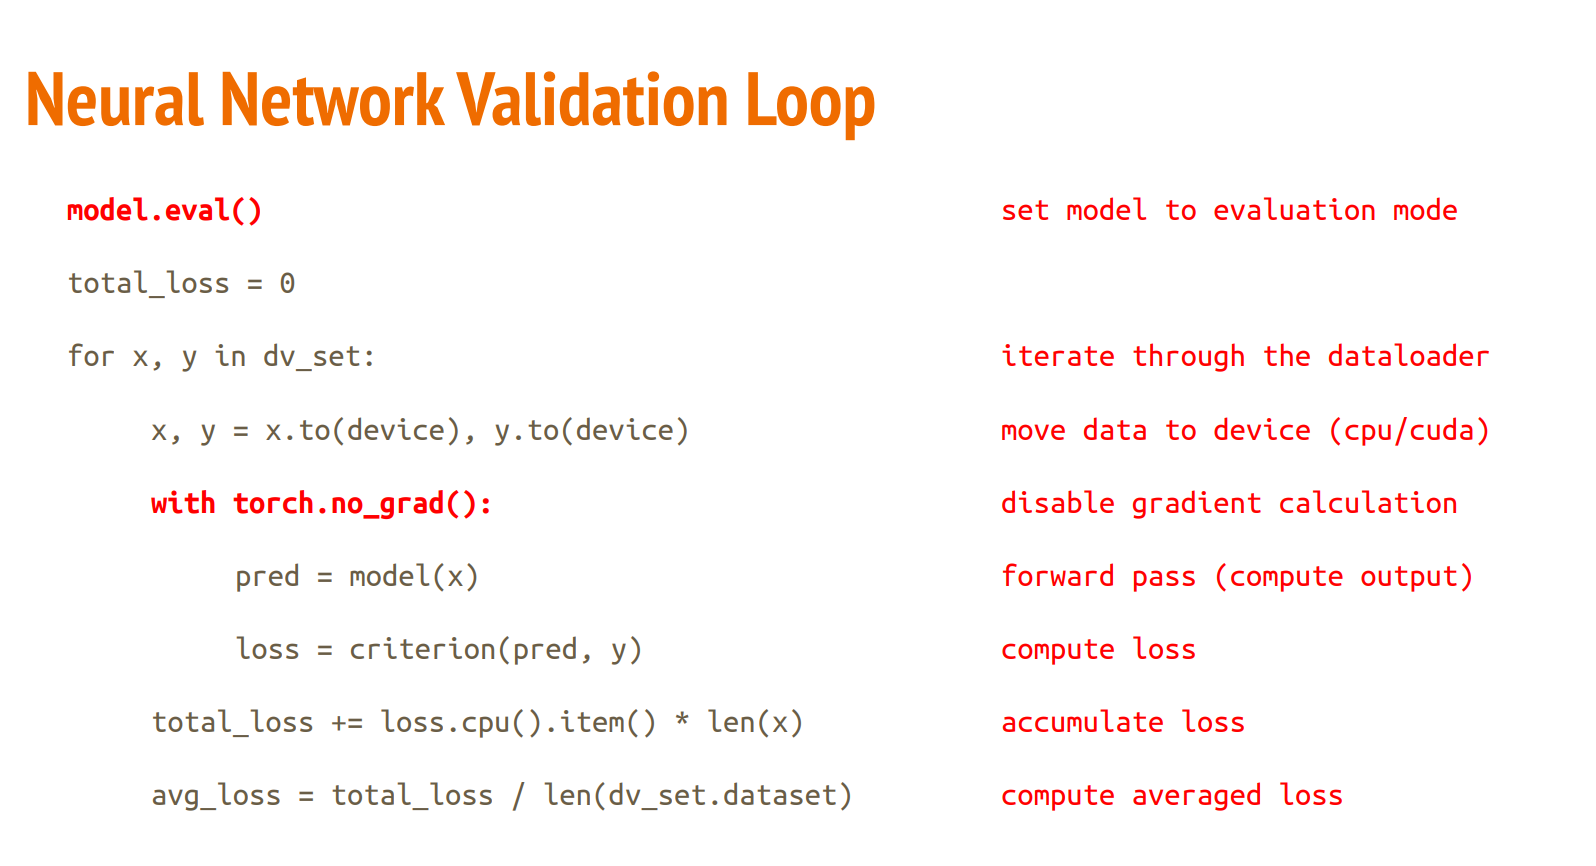 Neural Network Validation Loop
model.eval() set model to evaluation mode
total_loss = 0
for x, y in dv_set: iterate through the dataloader
x, y = x.to(device), y.to(device) move data to device (cpu/cuda)
with torch.no_grad(): disable gradient calculation
pred = model(x) forward pass (compute output)
loss = criterion(pred, y) compute loss
total_loss += loss.cpu().item() * len(x) accumulate loss
avg_loss = total_loss / len(dv_set.dataset) compute averaged loss